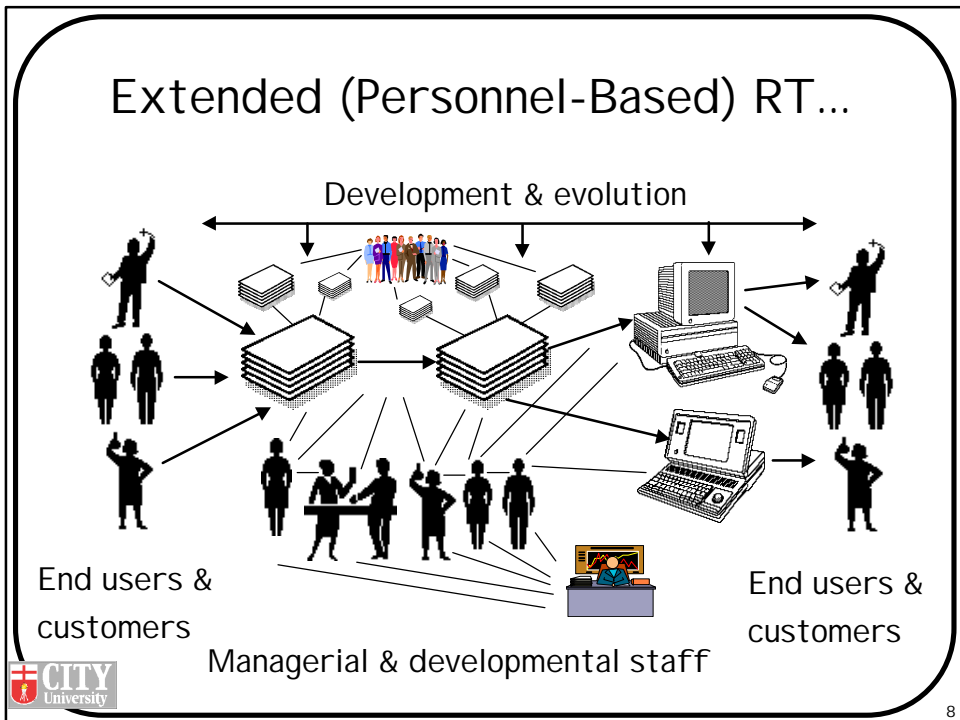 Extended (Personnel-Based) RT...
Development & evolution
End users &
customers
End users &
customers
Managerial & developmental staff
CITY
University
8